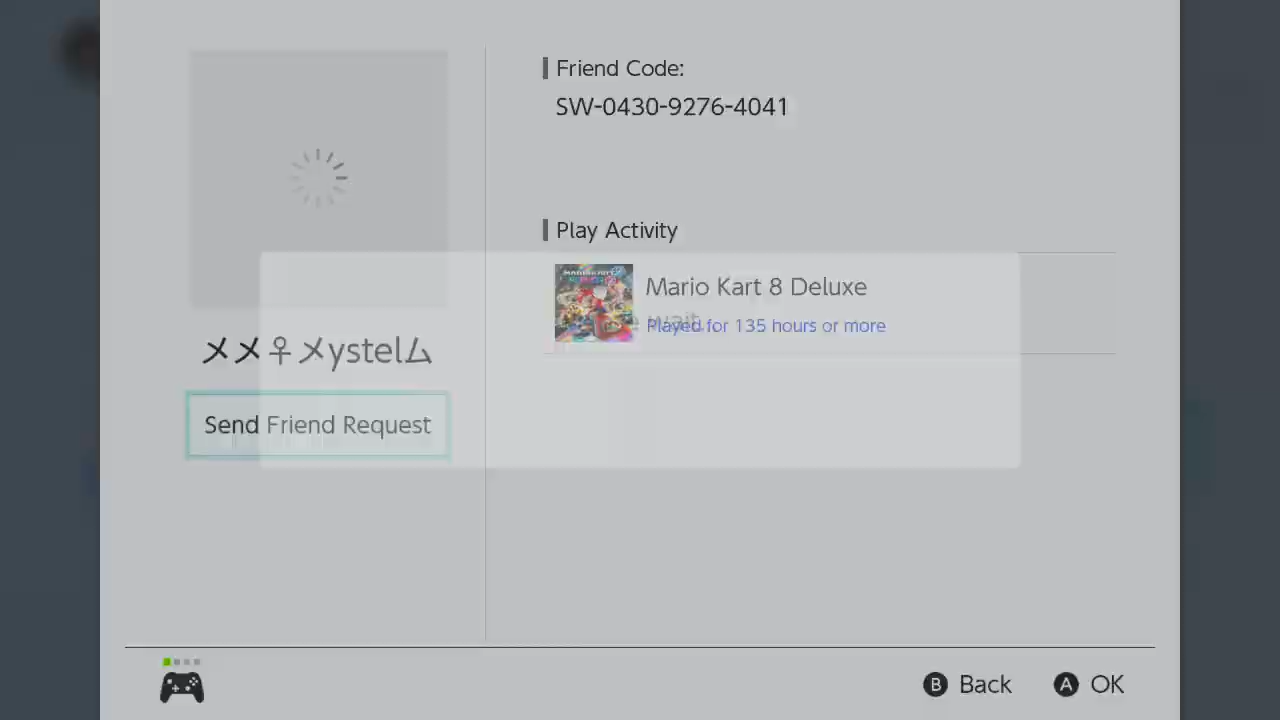 Friend Code:
SW-0430-9276-4041
Play Activity
Mario Kart 8 Deluxe
Played for 135 hours or more
wait.
メメ♀メystelム
Send Friend Request
B Back
A OK